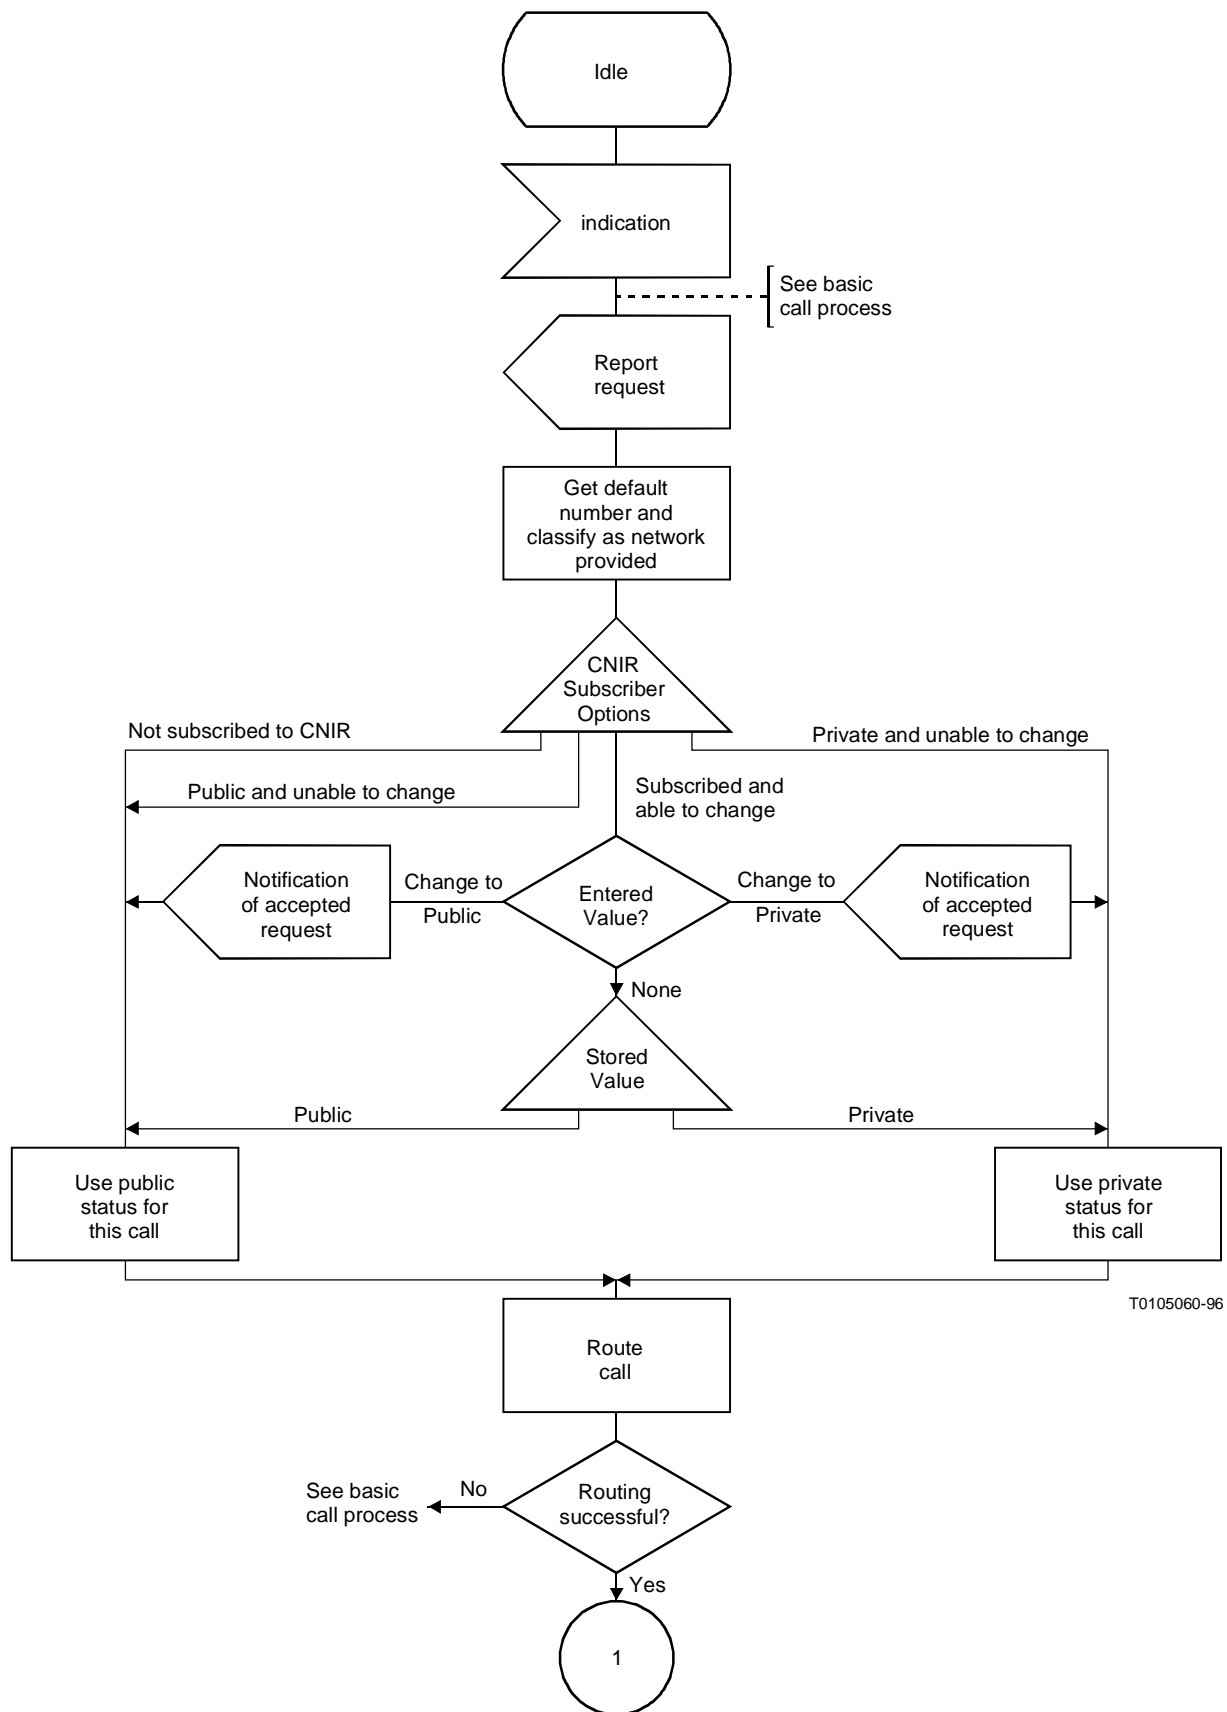 Idle
indication
See basic
call process
Report
request
Get default
number and
classify as network
provided
CNIR
Subscriber
Options
Not subscribed to CNIR
Private and unable to change
Public and unable to change
Subscribed and
able to change
Notification
of accepted
request
Change to
Public
Entered
Value?
Change to
Private
Notification
of accepted
request
None
Stored
Value
Public
Private
Use public
status for
this call
Use private
status for
this call
T0105060-96
Route
call
See basic
call process
No
Routing
successful?
Yes
1